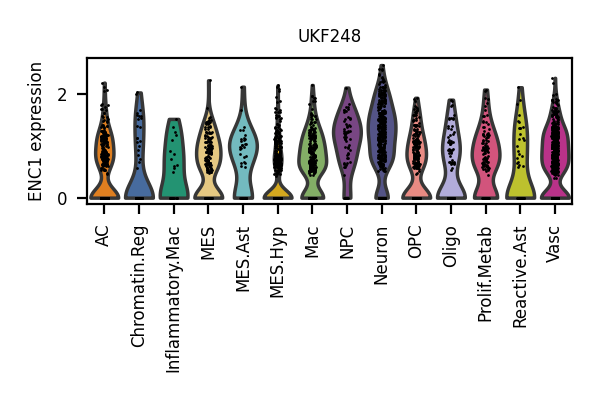 UKF248
ENC1 expression
2
0
AC
Chromatin.Reg
Inflammatory.Mac
MES
MES.Ast
MES.Hyp
Mac
NPC
Neuron
OPC
Oligo
Prolif.Metab
Reactive.Ast
Vasc